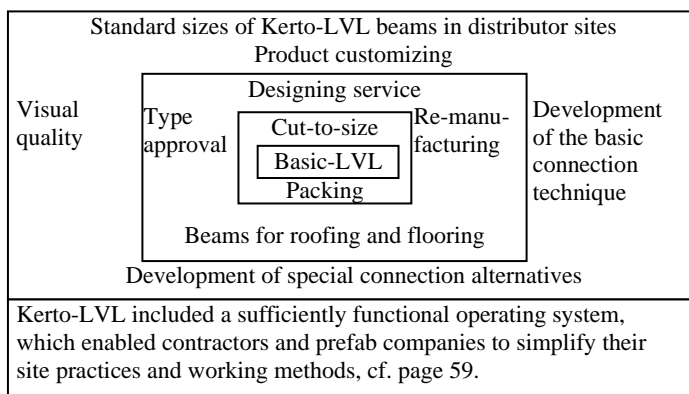 Standard sizes of Kerto-LVL beams in distributor sites
Product customizing
Designing service
Visual
quality
Type
approval
Cut-to-size
Basic-LVL
Packing
Re-manu-
facturing
Development
of the basic
connection
technique
Beams for roofing and flooring
Development of special connection alternatives
Kerto-LVL included a sufficiently functional operating system,
which enabled contractors and prefab companies to simplify their
site practices and working methods, cf. page 59.